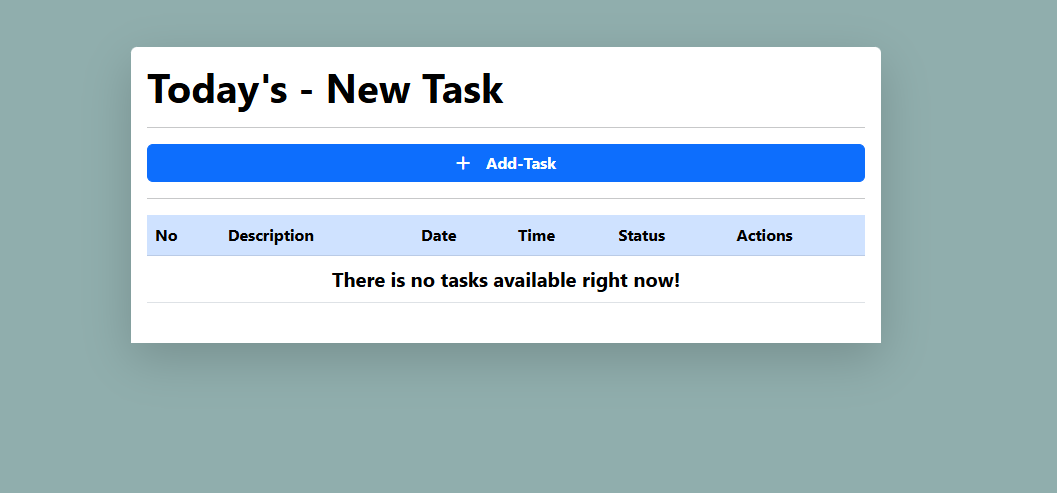 Today's - New Task
+ Add-Task
No Description Date Time Status Actions
There is no tasks available right now!